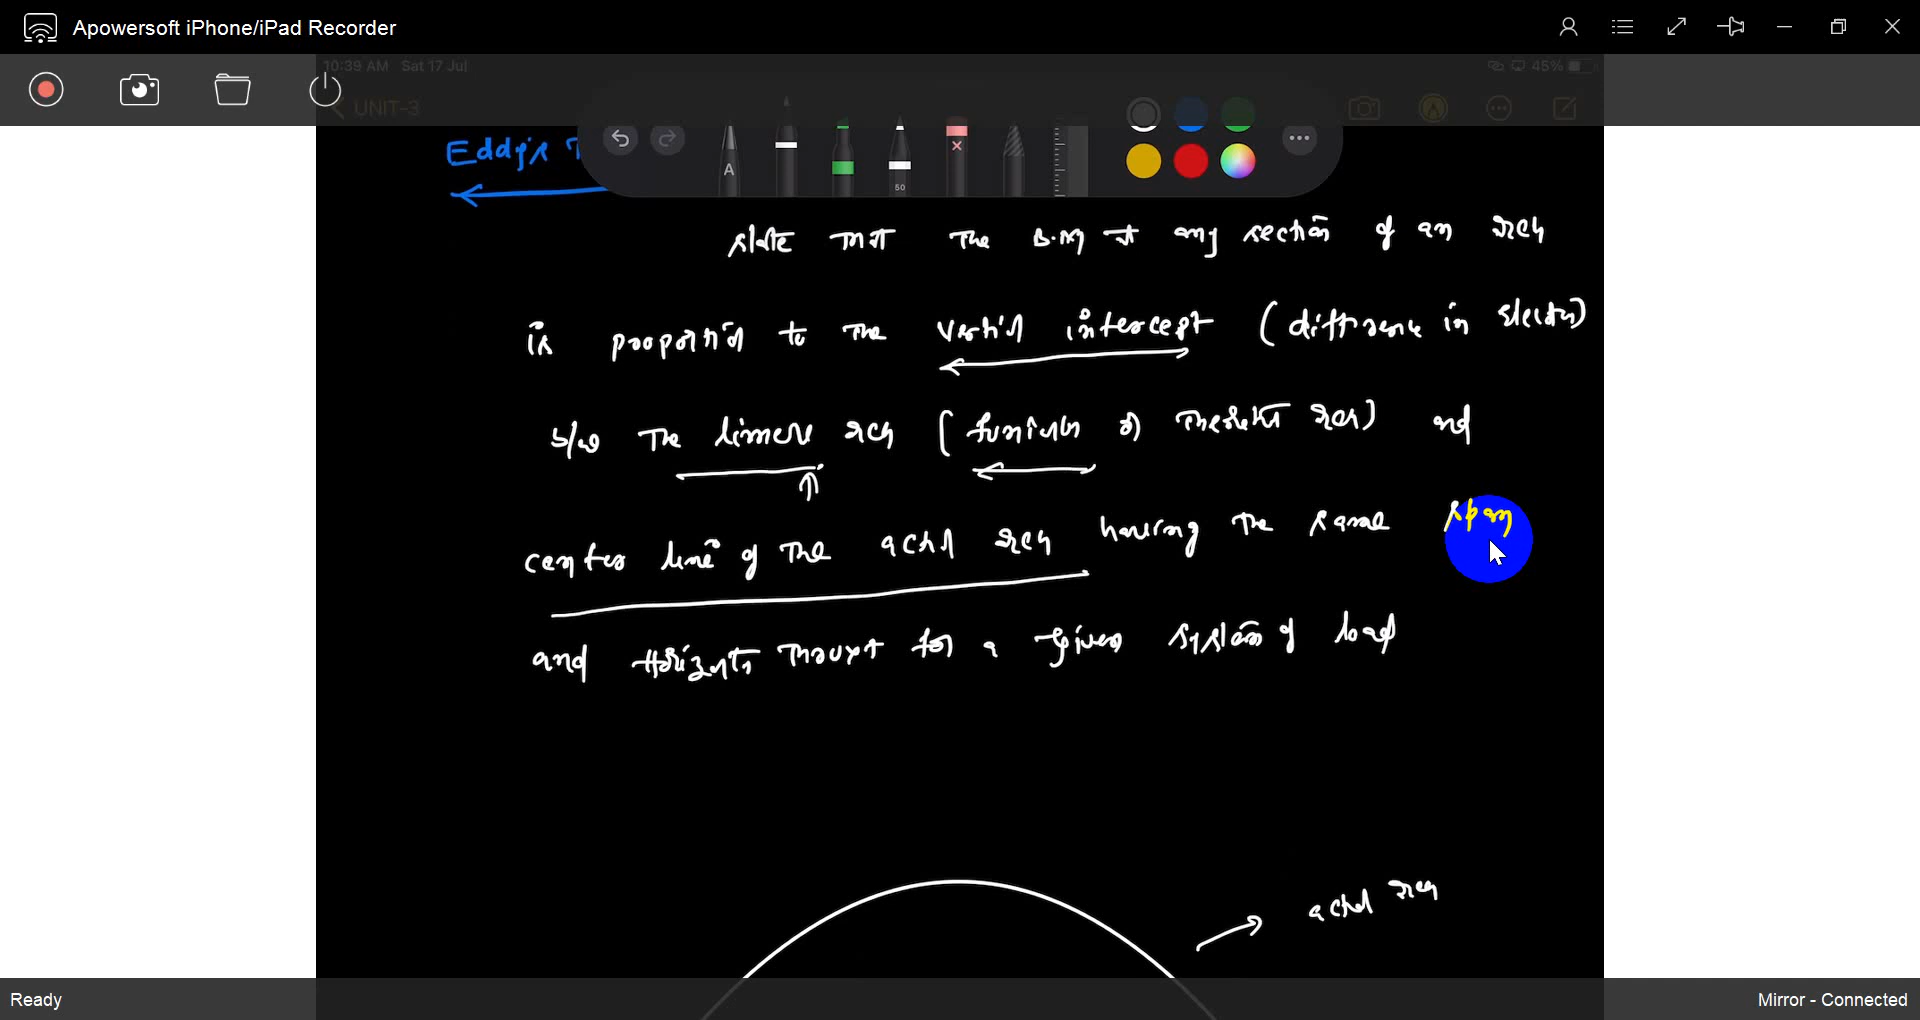 Apowersoft iPhone/iPad Recorder
10:39 AM Sat 17 Jul
45%
UNIT-3
Eddy's T
A
50
state that the B.M at any section of an arch
is proportional to the vertical intercept (difference in
b/w the linear arch (funicular or theoretical arch) and
center line of the actual arch having the same span
and Horizontal Thrust for a given system of load
actual arch
Ready
Mirror - Connected